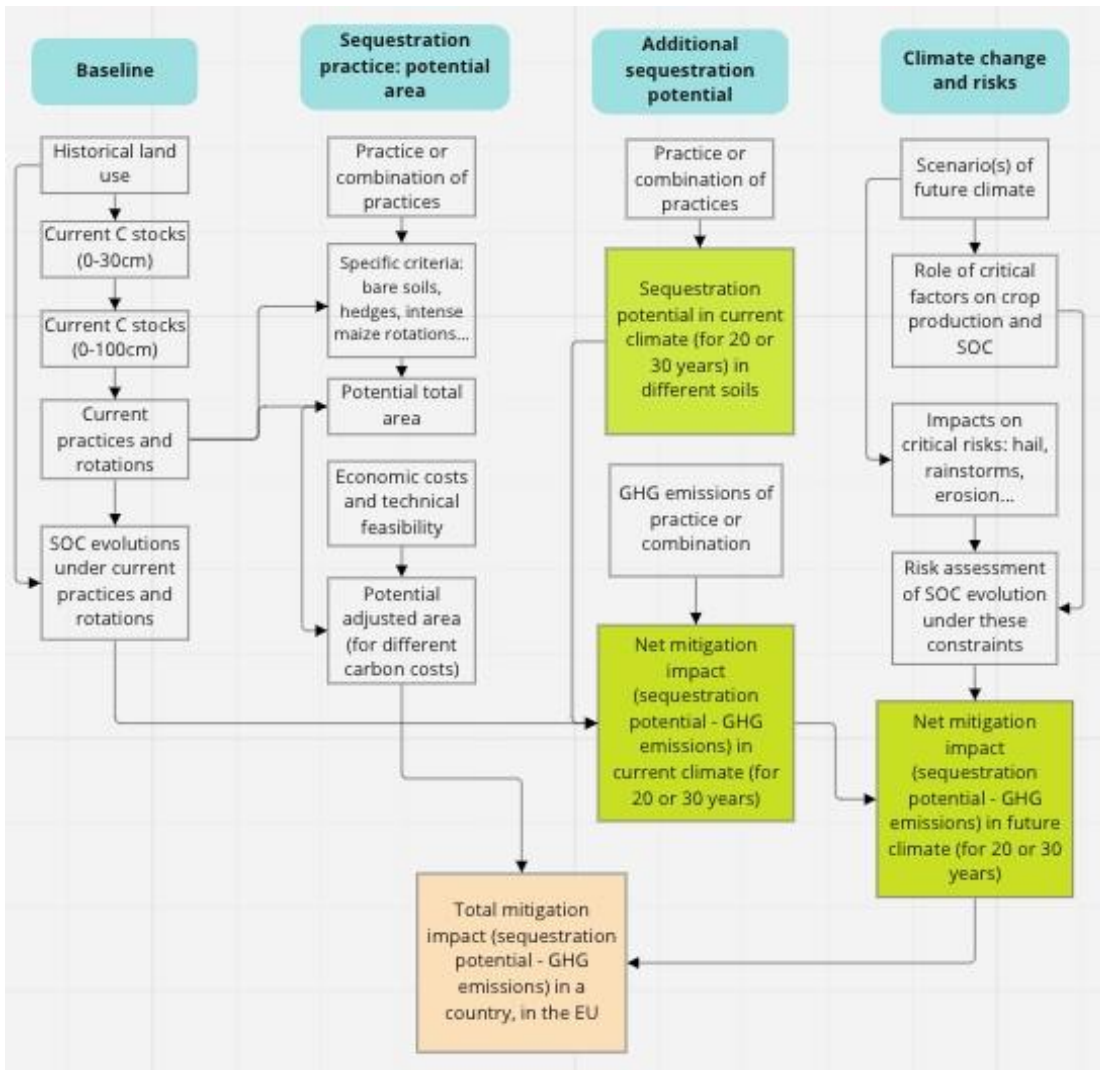 Baseline
Historical land
use
Current C stocks
(0-30cm)
Current C stocks
(0-100cm)
Current
practices and
rotations
SOC evolutions
under current
practices and
rotations
Sequestration
practice: potential
area
Practice or
combination of
practices
Specific criteria:
bare soils,
hedges, intense
maize rotations...
Potential total
area
Economic costs
and technical
feasibility
Potential
adjusted area
(for different
carbon costs)
Additional
sequestration
potential
Practice or
combination of
practices
Sequestration
potential in current
climate (for 20 or
30 years) in
different soils
GHG emissions of
practice or
combination
Net mitigation
impact
(sequestration
potential - GHG
emissions) in
current climate (for
20 or 30 years)
Climate change
and risks
Scenario(s) of
future climate
Role of critical
factors on crop
production and
SOC
Impacts on
critical risks: hail,
rainstorms,
erosion...
Risk assessment
of SOC evolution
under these
constraints
Net mitigation
impact
(sequestration
potential - GHG
emissions) in future
climate (for 20 or 30
years)
Total mitigation
impact (sequestration
potential - GHG
emissions) in a
country, in the EU